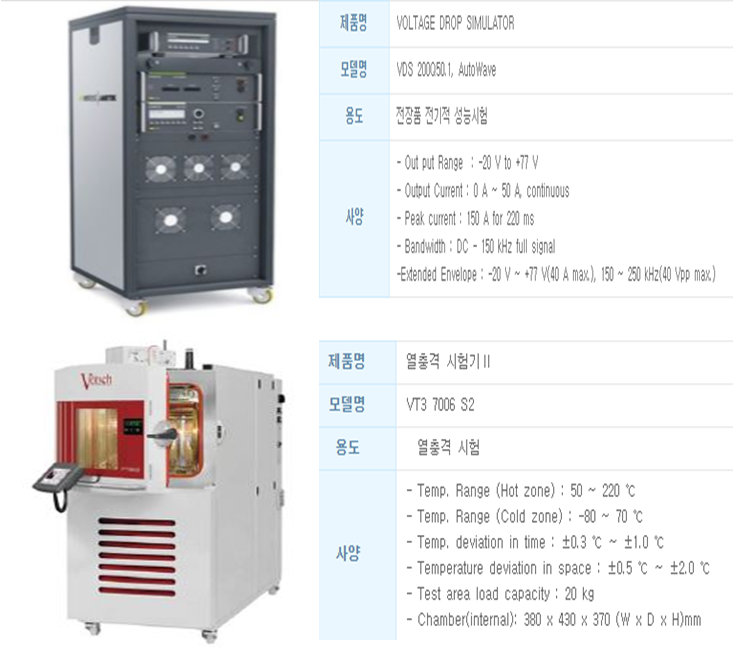 제품명 VOLTAGE DROP SIMULATOR
모델명 VDS 200Q50.1, AutoWave
용도 전장품 전기적 성능시험
사양
- Out put Range : -20 V to +77 V
- Output Current : 0 A ~ 50 A, continuous
- Peak current : 150 A for 220 ms
- Bandwidth : DC - 150 kHz full signal
-Extended Envelope : -20 V ~ +77 V(40 A max.), 150 ~ 250 kHz(40 Vpp max.)
Vötsch
제품명 열충격 시험기Ⅱ
모델명 VT3 7006 S2
용도 열충격 시험
사양
- Temp. Range (Hot zone) : 50 ~ 220 ℃
- Temp. Range (Cold zone) : -80 ~ 70 ℃
- Temp. deviation in time : ±0.3 ℃ ~ ±1.0 ℃
- Temperature deviation in space : ±0.5 ℃ ~ ±2.0 ℃
- Test area load capacity : 20 kg
- Chamber(internal): 380 x 430 x 370 (W x D x H)mm